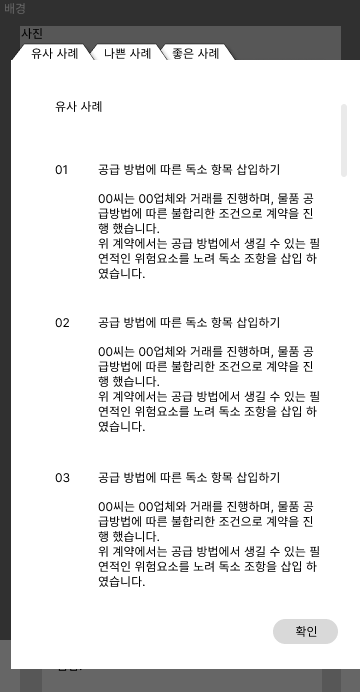 배경
사진
유사 사례 나쁜 사례 좋은 사례
유사 사례
01 공급 방법에 따른 독소 항목 삽입하기
00씨는 00업체와 거래를 진행하며, 물품 공
급방법에 따른 불합리한 조건으로 계약을 진
행 했습니다.
위 계약에서는 공급 방법에서 생길 수 있는 필
연적인 위험요소를 노려 독소 조항을 삽입 하
였습니다.
02 공급 방법에 따른 독소 항목 삽입하기
00씨는 00업체와 거래를 진행하며, 물품 공
급방법에 따른 불합리한 조건으로 계약을 진
행 했습니다.
위 계약에서는 공급 방법에서 생길 수 있는 필
연적인 위험요소를 노려 독소 조항을 삽입 하
였습니다.
03 공급 방법에 따른 독소 항목 삽입하기
00씨는 00업체와 거래를 진행하며, 물품 공
급방법에 따른 불합리한 조건으로 계약을 진
행 했습니다.
위 계약에서는 공급 방법에서 생길 수 있는 필
연적인 위험요소를 노려 독소 조항을 삽입 하
였습니다.
확인